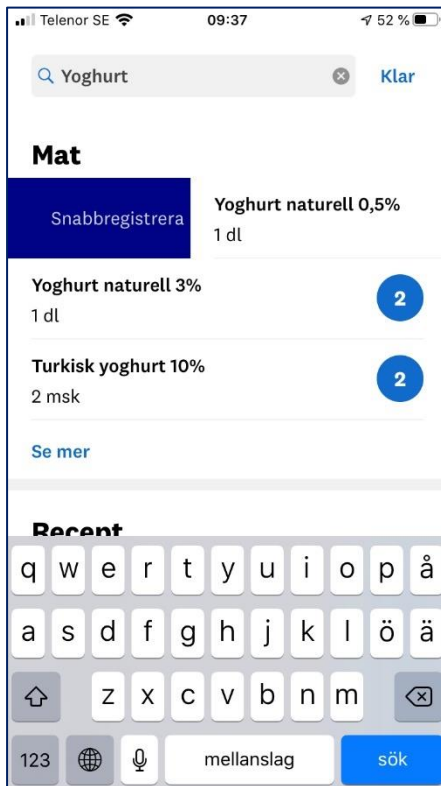 Telenor SE 09:37 52 %
Yoghurt Klar
Mat
Snabbregistrera
Yoghurt naturell 0,5%
1 dl
Yoghurt naturell 3%
1 dl
2
Turkisk yoghurt 10%
2 msk
2
Se mer
Recept
q w e r t y u i o p å
a s d f g h j k l ö ä
z x c v b n m
123 mellanslag sök